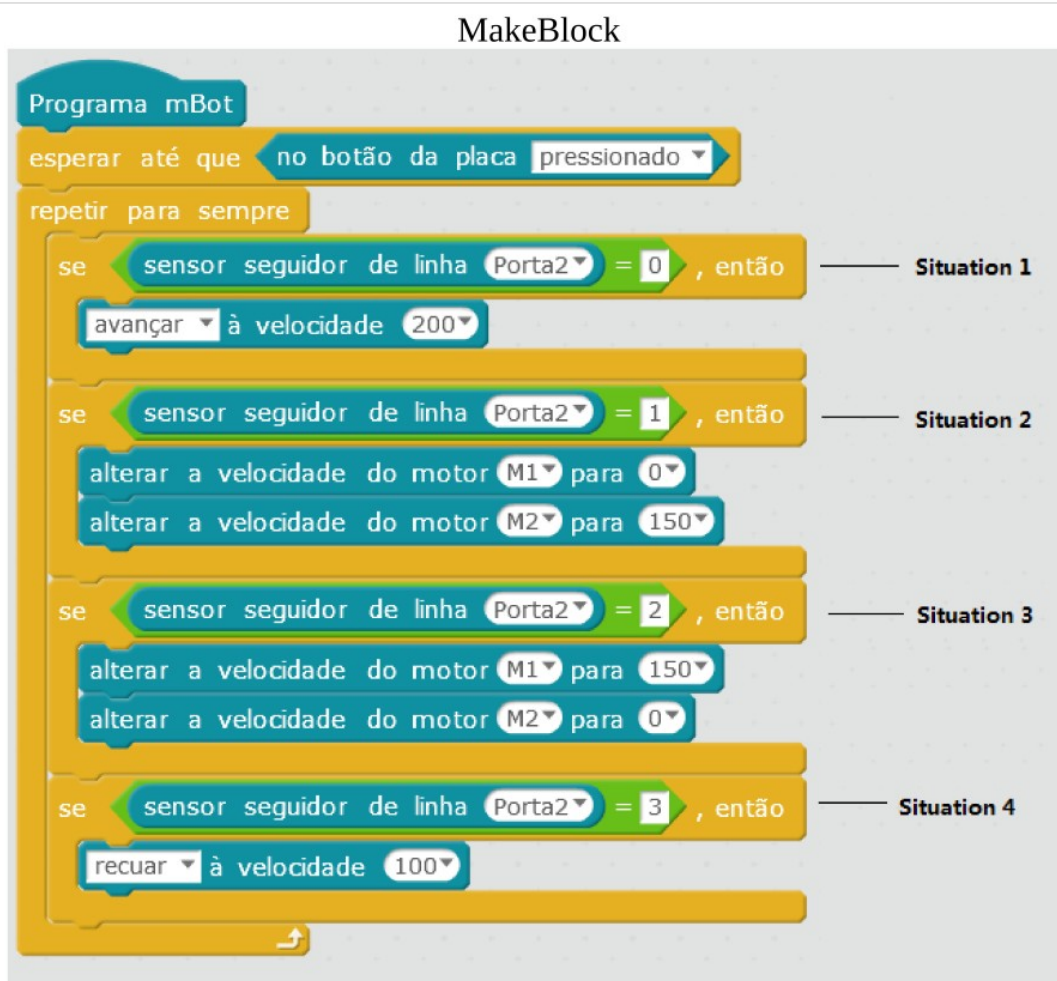 MakeBlock
Programa mBot
esperar até que no botão da placa pressionado
repetir para sempre
se sensor seguidor de linha Porta2 = 0 , então Situation 1
avançar à velocidade 200
se sensor seguidor de linha Porta2 = 1 , então Situation 2
alterar a velocidade do motor M1 para 0
alterar a velocidade do motor M2 para 150
se sensor seguidor de linha Porta2 = 2 , então Situation 3
alterar a velocidade do motor M1 para 150
alterar a velocidade do motor M2 para 0
se sensor seguidor de linha Porta2 = 3 , então Situation 4
recuar à velocidade 100